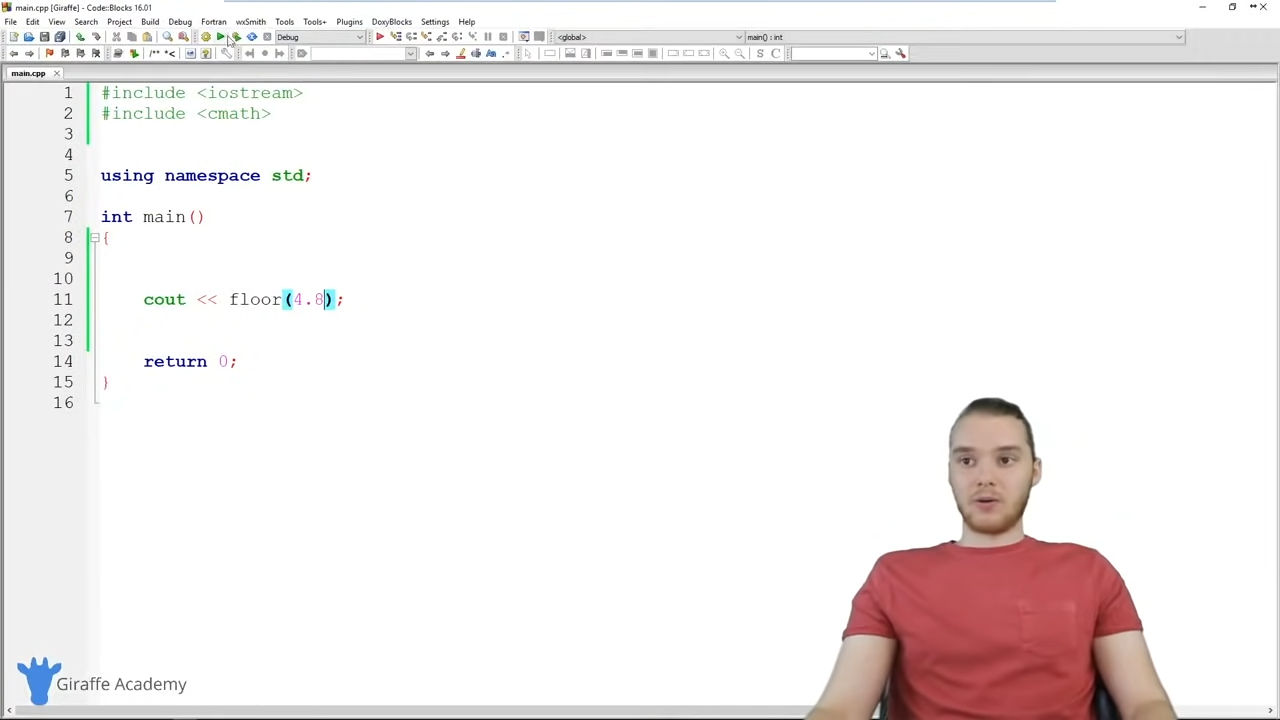 main.cpp [Giraffe] - Code::Blocks 16.01
File Edit View Search Project Build Debug Fortran wxSmith Tools Tools+ Plugins DoxyBlocks Settings Help
Debug <global> main() : int
/** *< S C
main.cpp
1 #include <iostream>
2 #include <cmath>
3
4
5 using namespace std;
6
7 int main()
8 {
9
10
11 cout << floor(4.8);
12
13
14 return 0;
15 }
16
Giraffe Academy